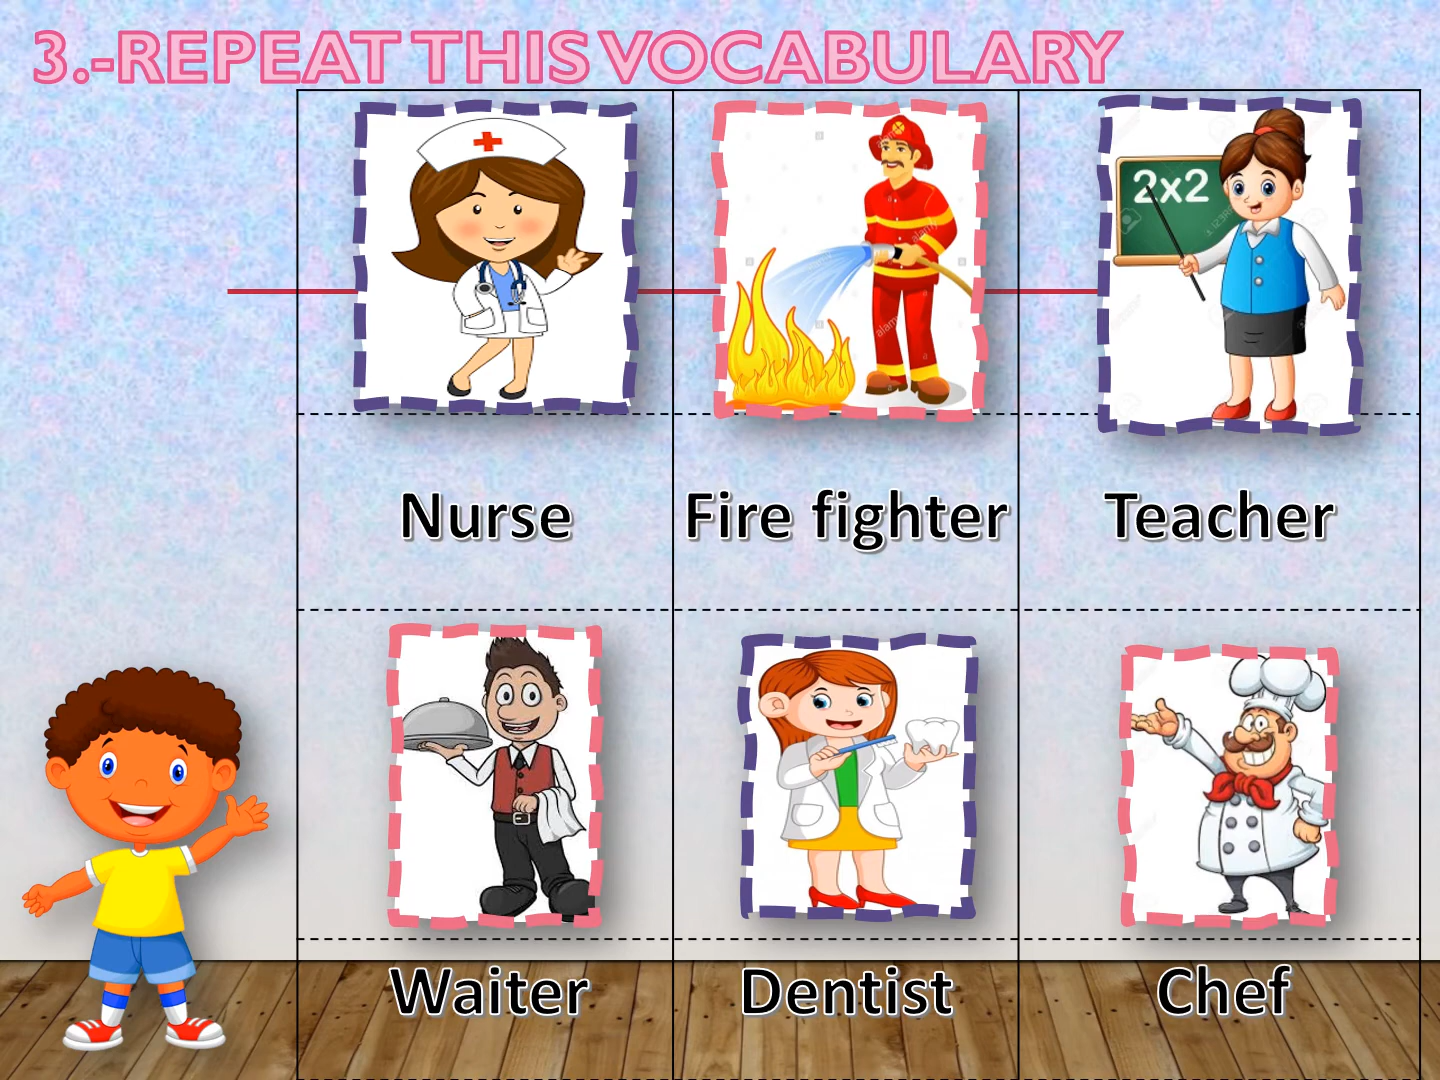 3.-REPEAT THIS VOCABULARY
2x2
Nurse
Fire fighter
Teacher
Waiter
Dentist
Chef